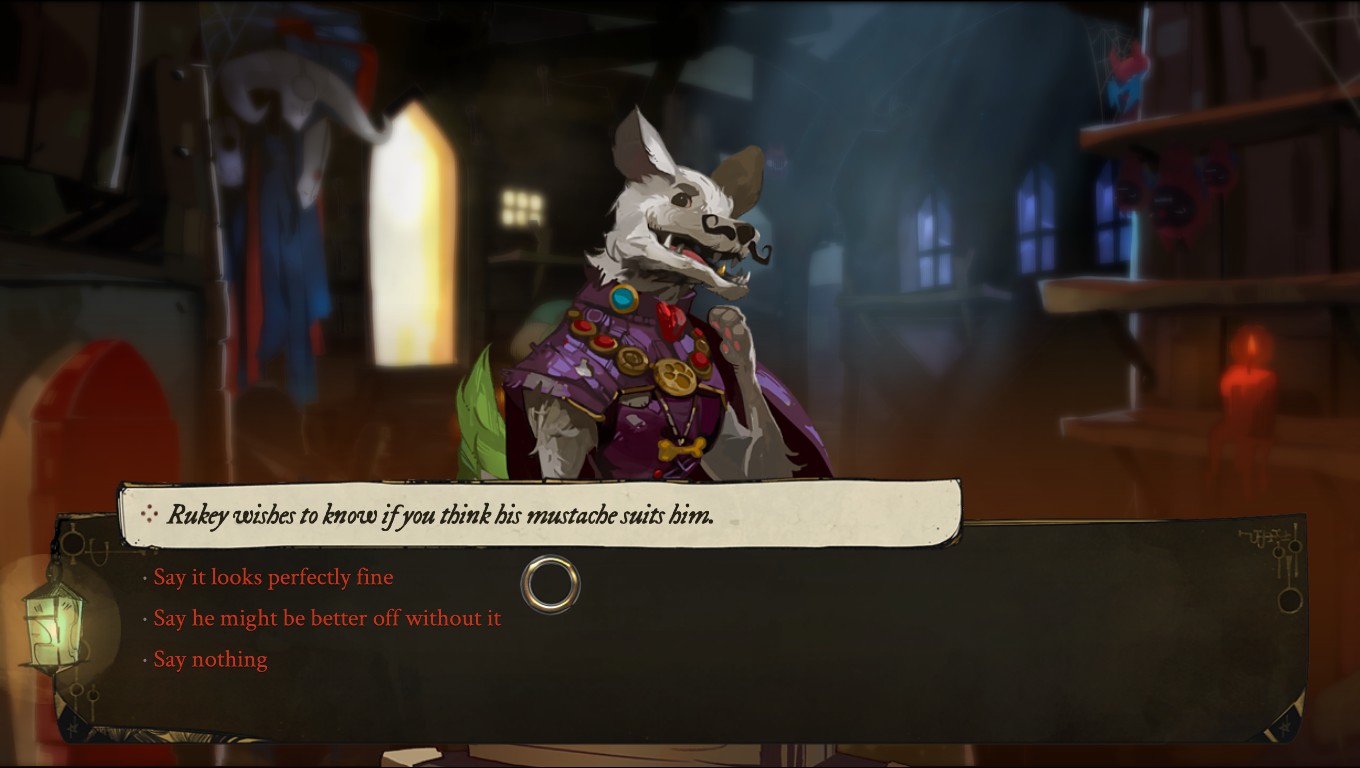 Rukey wishes to know if you think his mustache suits him.
· Say it looks perfectly fine
· Say he might be better off without it
· Say nothing